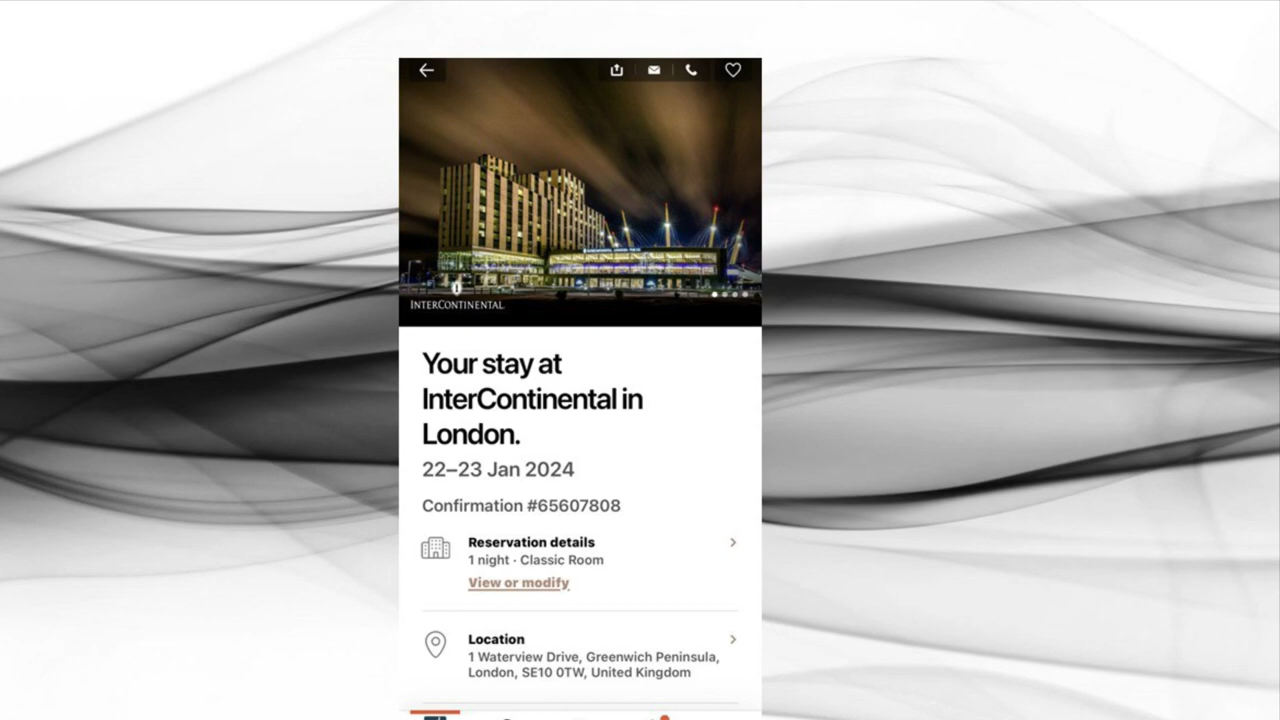 INTERCONTINENTAL.
Your stay at
InterContinental in
London.
22–23 Jan 2024
Confirmation #65607808
Reservation details
1 night · Classic Room
View or modify
Location
1 Waterview Drive, Greenwich Peninsula,
London, SE10 0TW, United Kingdom